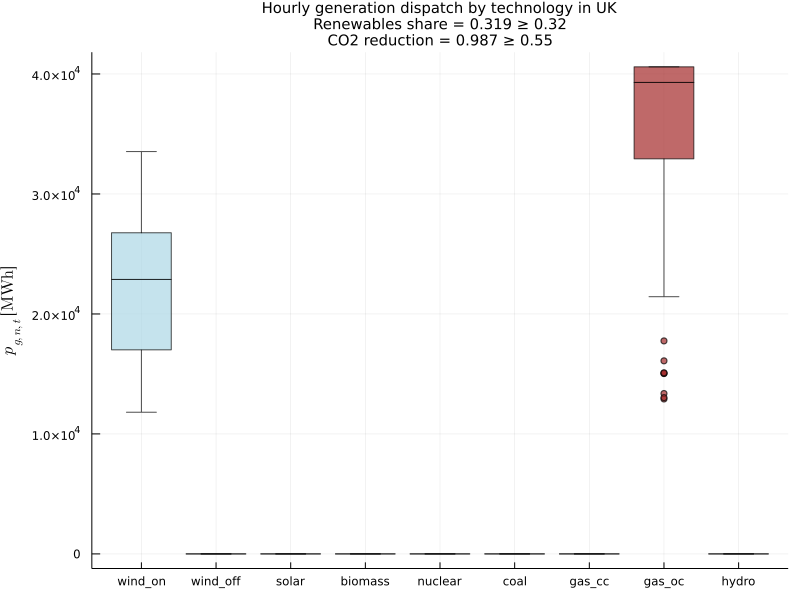 Hourly generation dispatch by technology in UK
Renewables share = 0.319 ≥ 0.32
CO2 reduction = 0.987 ≥ 0.55
4.0×10⁴
3.0×10⁴
2.0×10⁴
1.0×10⁴
0
p_{g,n,t} [MWh]
wind_on wind_off solar biomass nuclear coal gas_cc gas_oc hydro